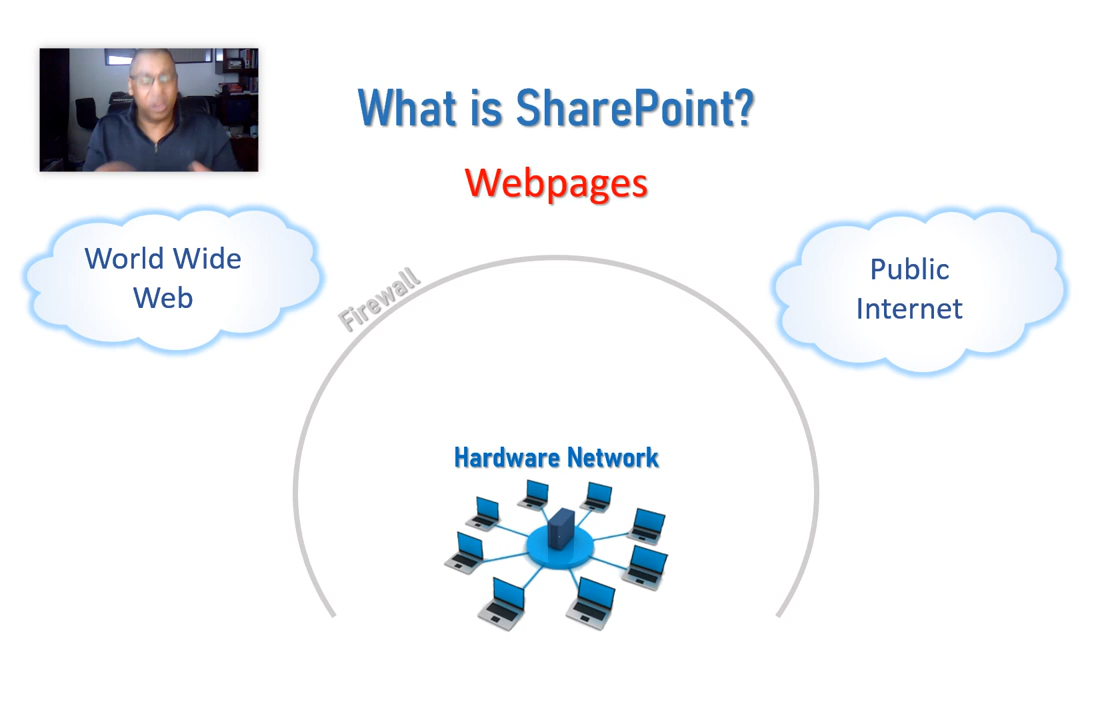 What is SharePoint?
Webpages
World Wide
Web
Public
Internet
Firewall
Hardware Network